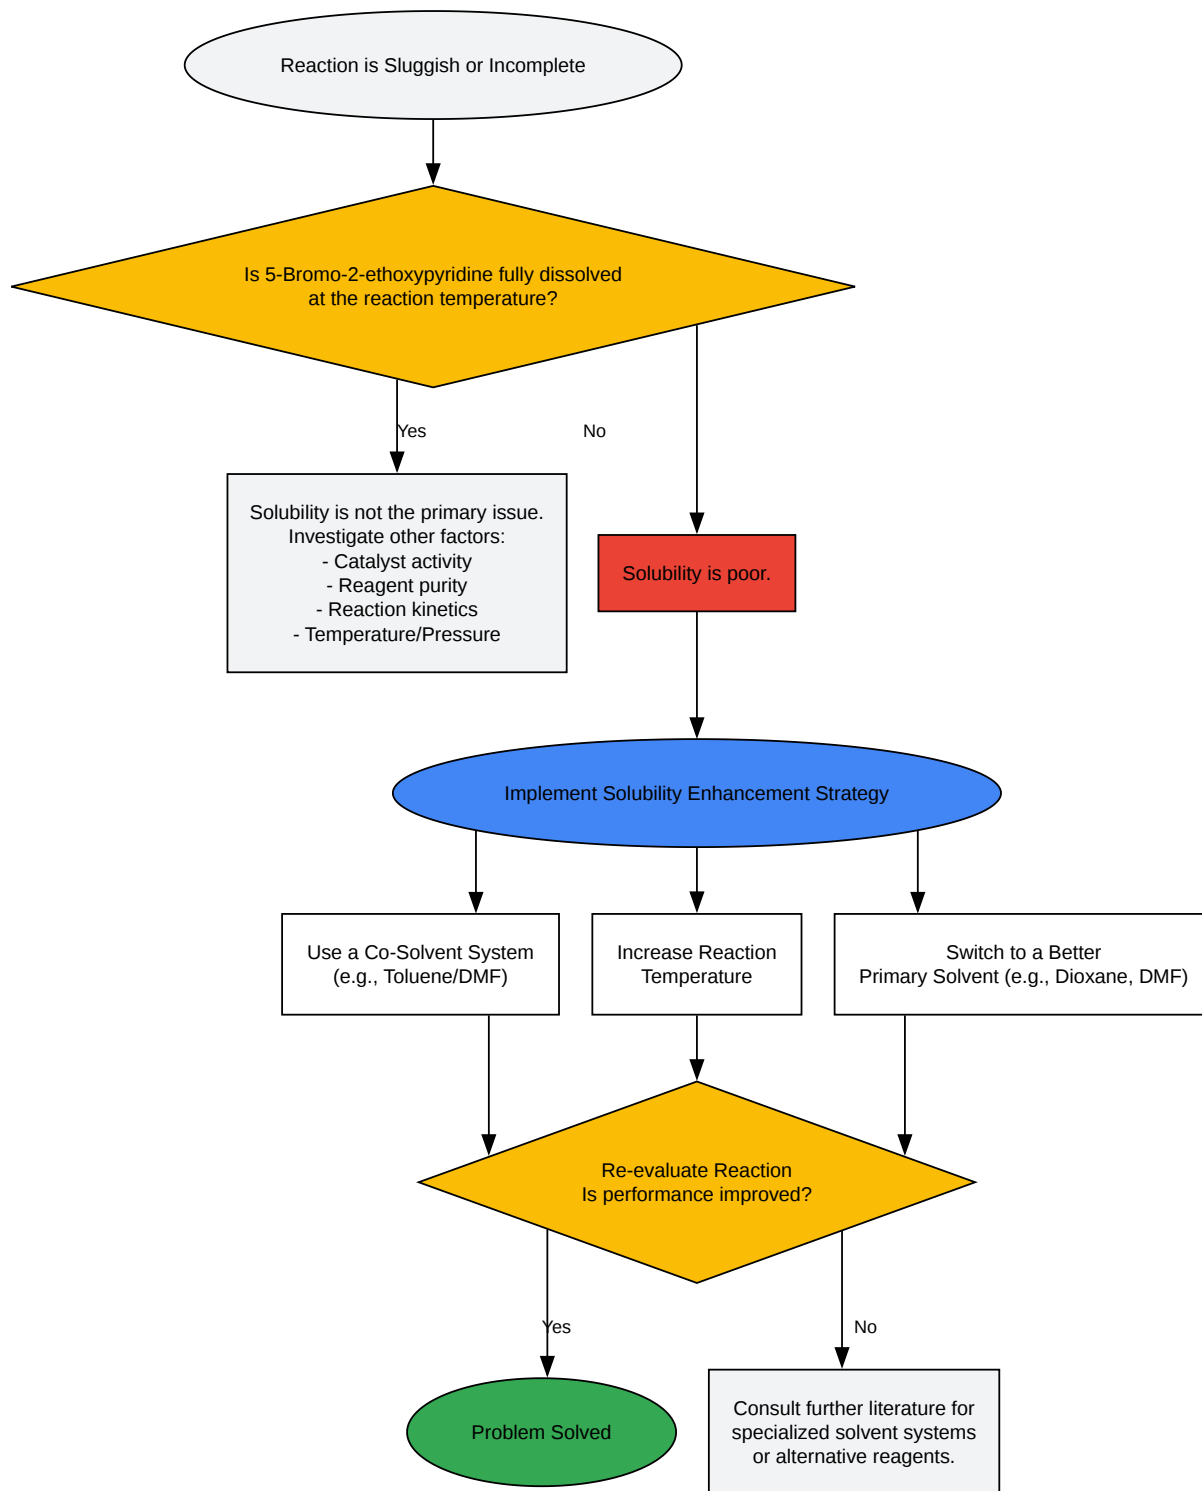 Reaction is Sluggish or Incomplete
Is 5-Bromo-2-ethoxypyridine fully dissolved
at the reaction temperature?
Yes
No
Solubility is not the primary issue.
Investigate other factors:
- Catalyst activity
- Reagent purity
- Reaction kinetics
- Temperature/Pressure
Solubility is poor.
Implement Solubility Enhancement Strategy
Use a Co-Solvent System
(e.g., Toluene/DMF)
Increase Reaction
Temperature
Switch to a Better
Primary Solvent (e.g., Dioxane, DMF)
Re-evaluate Reaction
Is performance improved?
Yes
No
Problem Solved
Consult further literature for
specialized solvent systems
or alternative reagents.